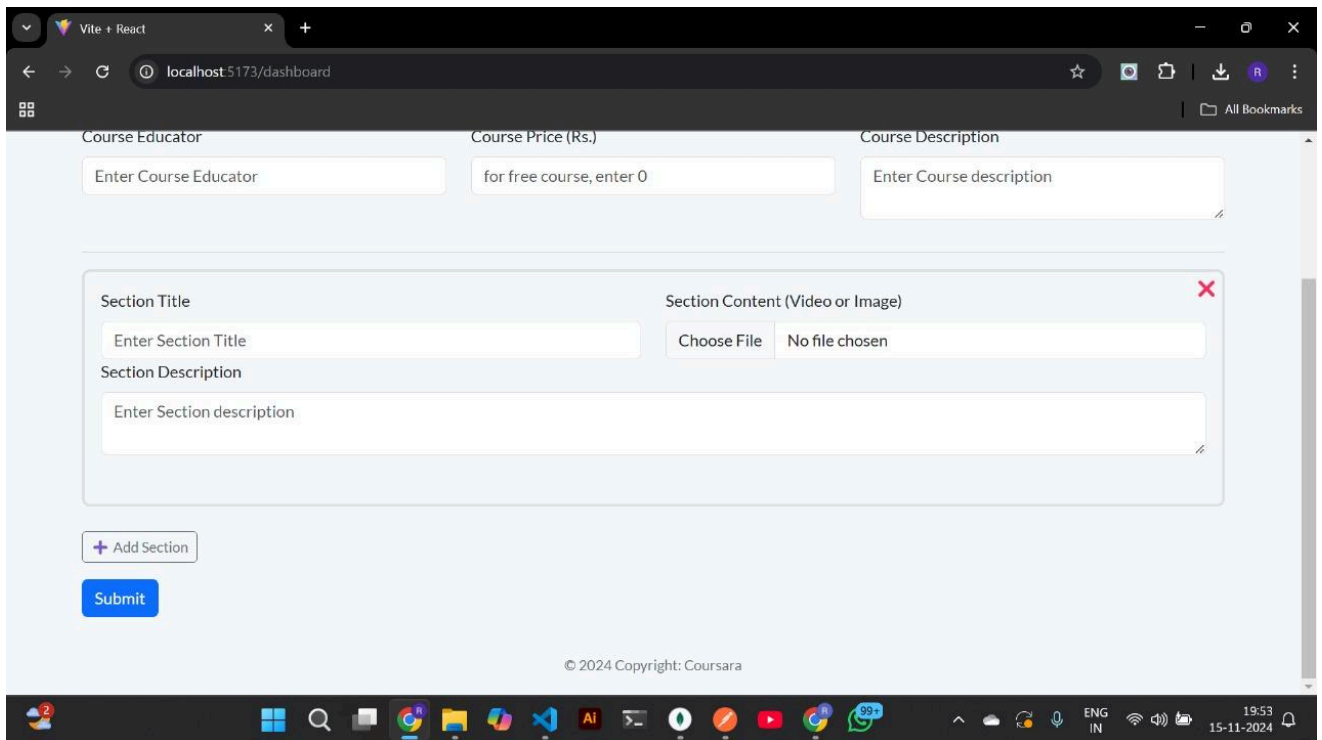 Vite + React
localhost:5173/dashboard
R
All Bookmarks
Course Educator Course Price (Rs.) Course Description
Enter Course Educator for free course, enter 0 Enter Course description
Section Title Section Content (Video or Image)
Enter Section Title Choose File No file chosen
Section Description
Enter Section description
Add Section
Submit
© 2024 Copyright: Coursara
2 R Ai R 99+ ENG 19:53
IN 15-11-2024